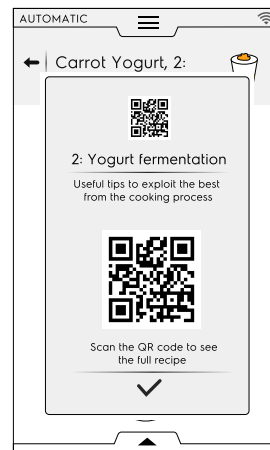 AUTOMATIC
Carrot Yogurt, 2:
2: Yogurt fermentation
Useful tips to exploit the best
from the cooking process
Scan the QR code to see
the full recipe